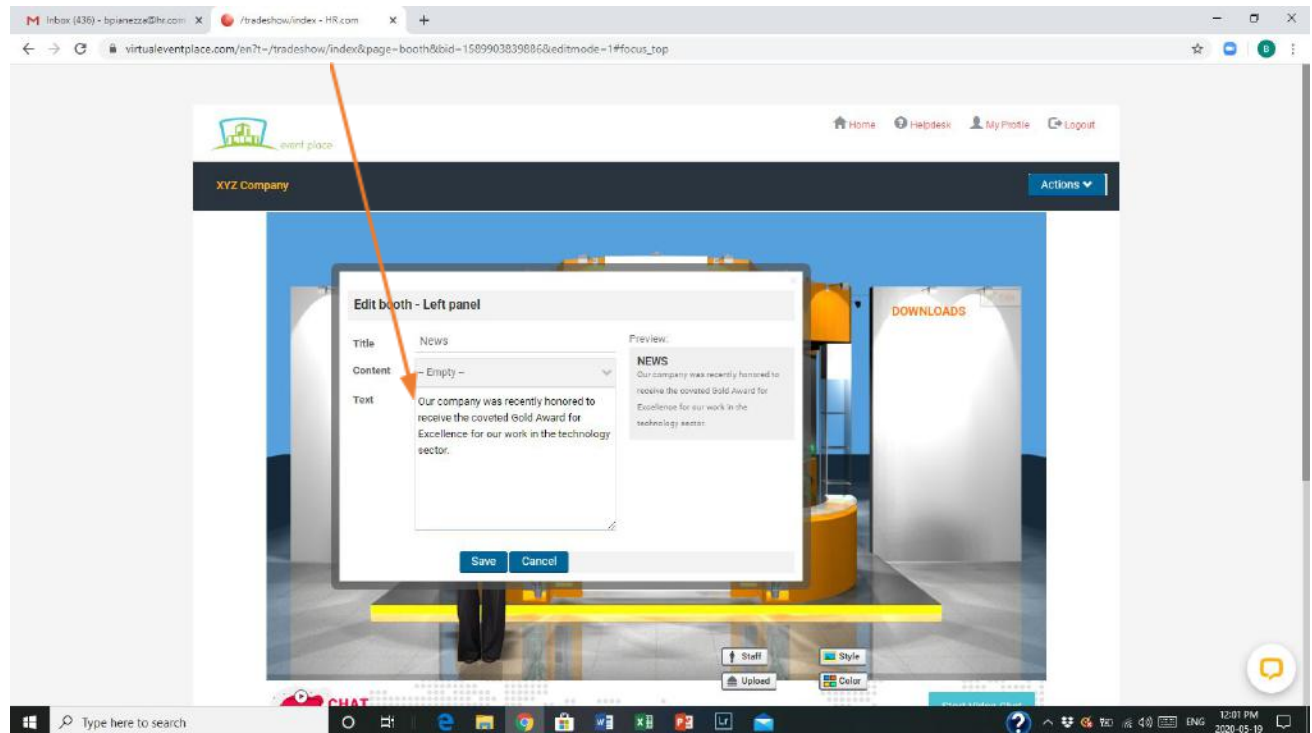 Inbox (436) - bpianezza@hr.com
/tradeshow/index - HR.com
virtualeventplace.com/en?t=/tradeshow/index&page=booth&bid=1589903839886&editmode=1#focus_top
B
event place
Home Helpdesk My Profile Logout
XYZ Company
Actions
DOWNLOADS
Edit booth - Left panel
Title News
Content -- Empty --
Text
Our company was recently honored to
receive the coveted Gold Award for
Excellence for our work in the technology
sector.
Preview:
NEWS
Our company was recently honored to
receive the coveted Gold Award for
Excellence for our work in the
technology sector.
Save Cancel
Staff Style
Upload Color
CHAT
Start Video Chat
Type here to search
ENG
12:01 PM
2020-05-19